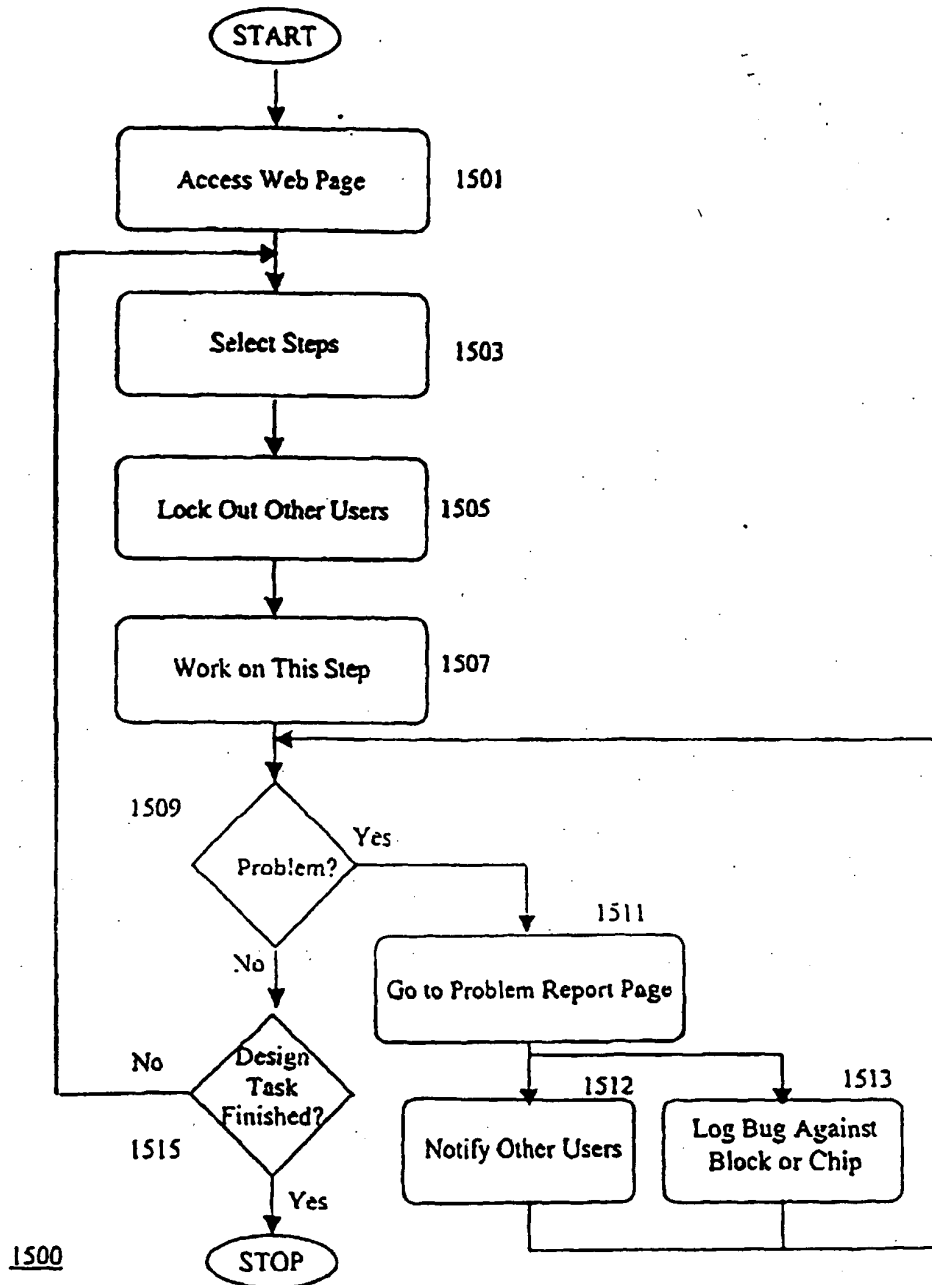 START
Access Web Page
1501
Select Steps
1503
Lock Out Other Users
1505
Work on This Step
1507
1509
Problem?
Yes
No
1511
Go to Problem Report Page
No
Design
Task
Finished?
1515
Yes
1512
Notify Other Users
1513
Log Bug Against
Block or Chip
STOP
1500